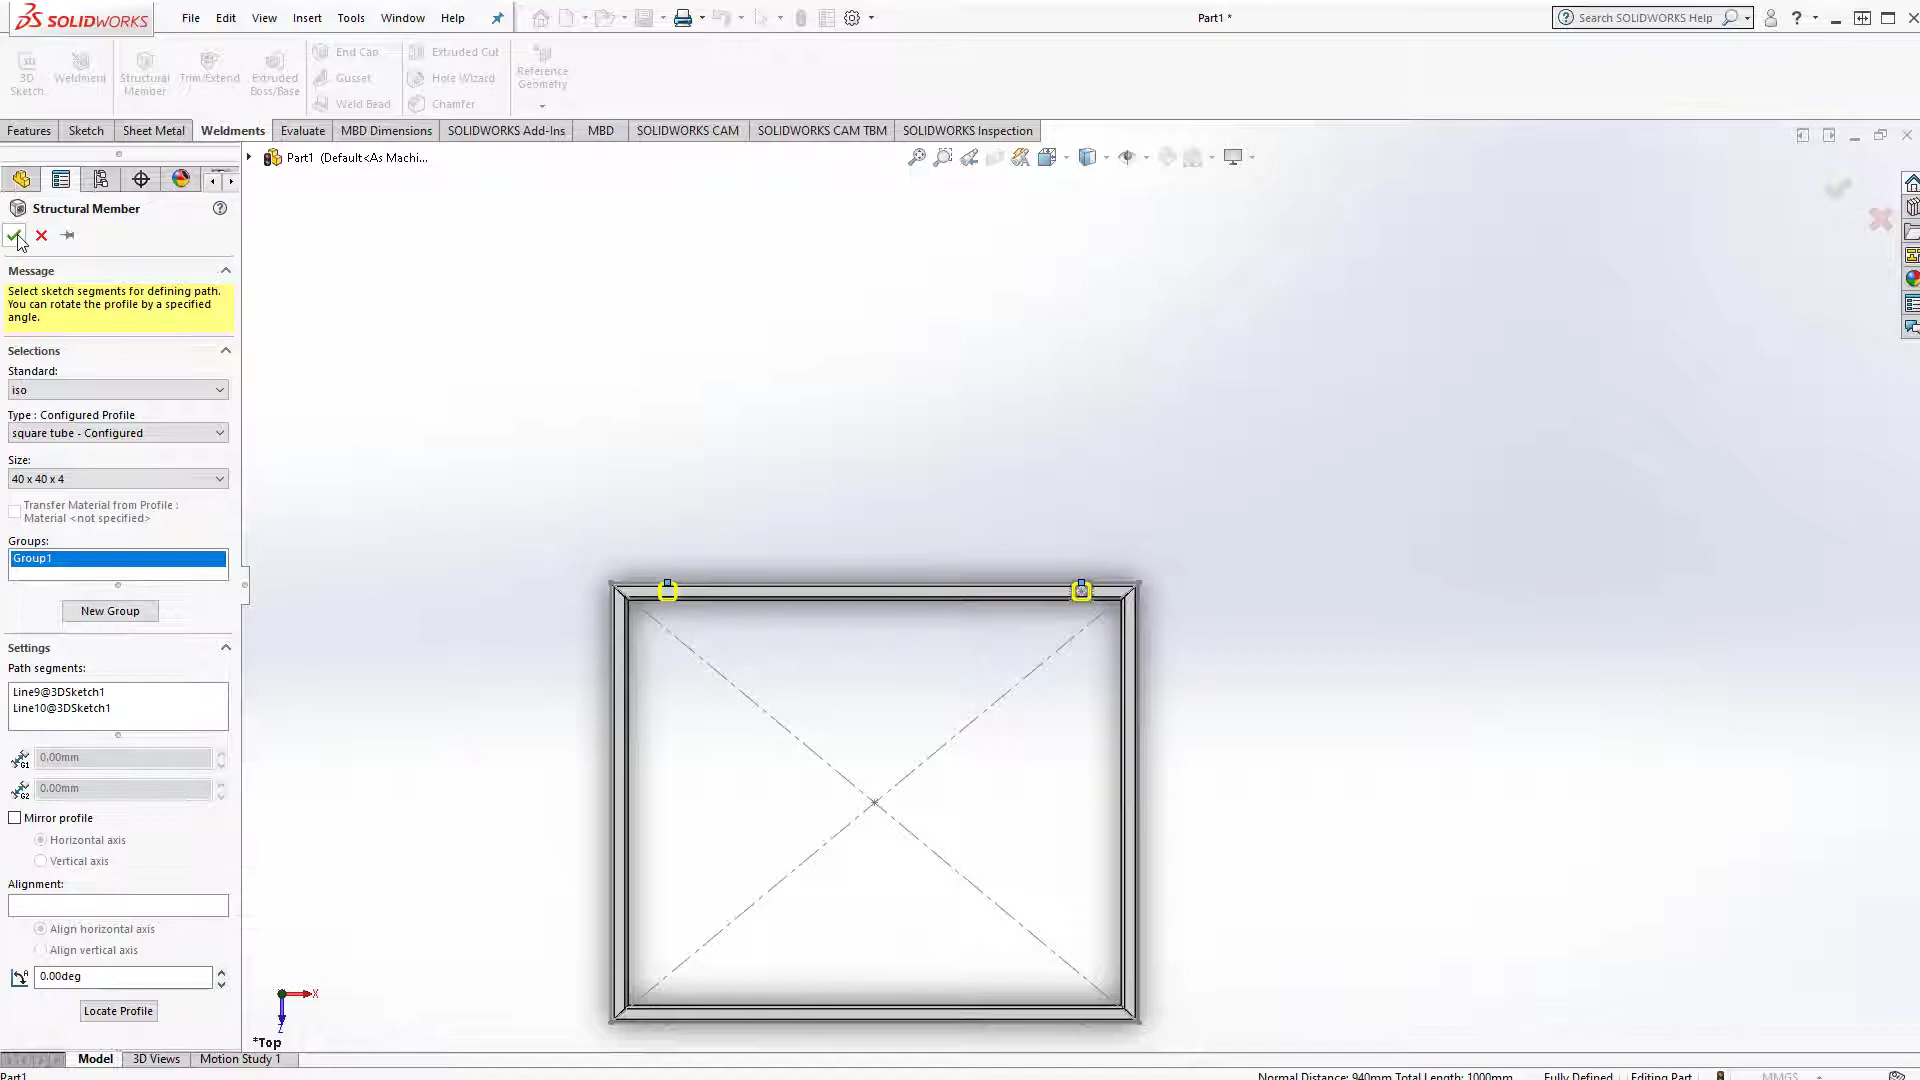 SOLIDWORKS
File Edit View Insert Tools Window Help
Part1 *
Search SOLIDWORKS Help
3D Sketch
Weldment
Structural Member
Trim/Extend
Extruded Boss/Base
End Cap
Gusset
Weld Bead
Extruded Cut
Hole Wizard
Chamfer
Reference Geometry
Features Sketch Sheet Metal Weldments Evaluate MBD Dimensions SOLIDWORKS Add-Ins MBD SOLIDWORKS CAM SOLIDWORKS CAM TBM SOLIDWORKS Inspection
Part1 (Default<As Machi...
Structural Member
Message
Select sketch segments for defining path.
You can rotate the profile by a specified
angle.
Selections
Standard:
iso
Type : Configured Profile
square tube - Configured
Size:
40 x 40 x 4
Transfer Material from Profile :
Material <not specified>
Groups:
Group1
New Group
Settings
Path segments:
Line9@3DSketch1
Line10@3DSketch1
G1 0.00mm
G2 0.00mm
Mirror profile
Horizontal axis
Vertical axis
Alignment:
Align horizontal axis
Align vertical axis
0.00deg
Locate Profile
X
Z
*Top
Model 3D Views Motion Study 1
Part1
Normal Distance: 940mm Total Length: 1000mm Fully Defined Editing Part MMGS